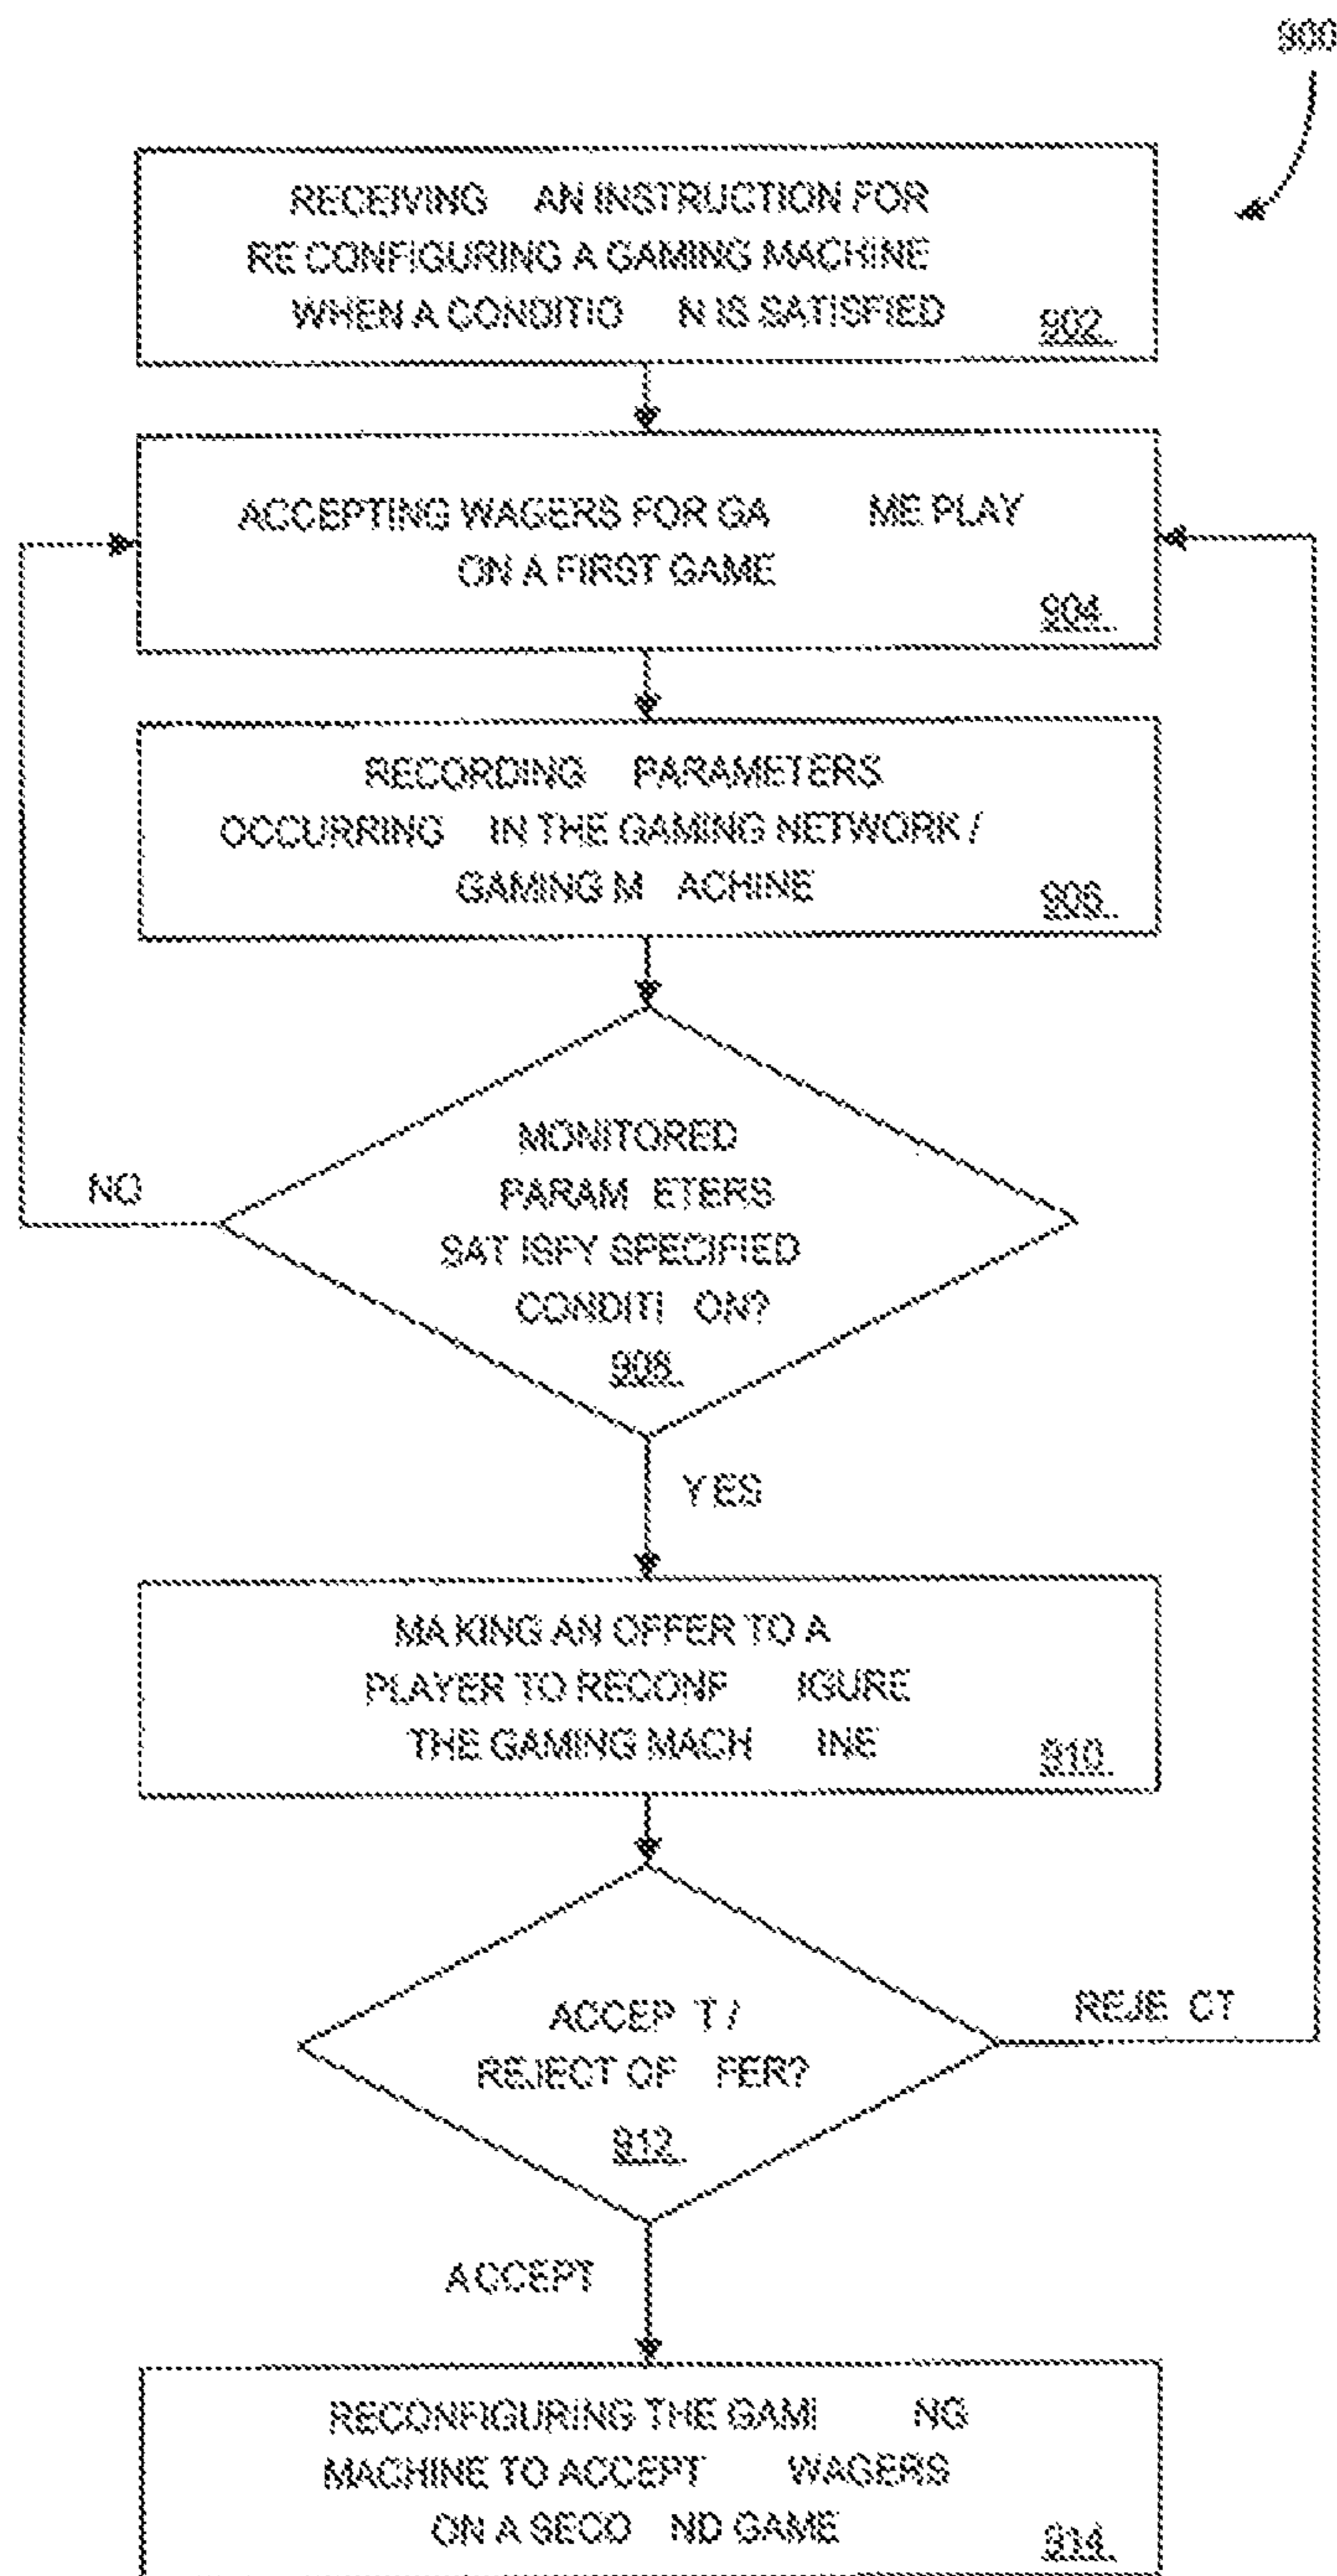 900
RECEIVING AN INSTRUCTION FOR
RE CONFIGURING A GAMING MACHINE
WHEN A CONDITIO N IS SATISFIED
902
ACCEPTING WAGERS FOR GA ME PLAY
ON A FIRST GAME
904
RECORDING PARAMETERS
OCCURRING IN THE GAMING NETWORK /
GAMING M ACHINE
906
MONITORED
PARAM ETERS
SAT ISFY SPECIFIED
CONDITI ON?
908
NO
YES
MA KING AN OFFER TO A
PLAYER TO RECONF IGURE
THE GAMING MACH INE
910
ACCEP T /
REJECT OF FER?
912
REJE CT
ACCEPT
RECONFIGURING THE GAMI NG
MACHINE TO ACCEPT WAGERS
ON A SECO ND GAME
914